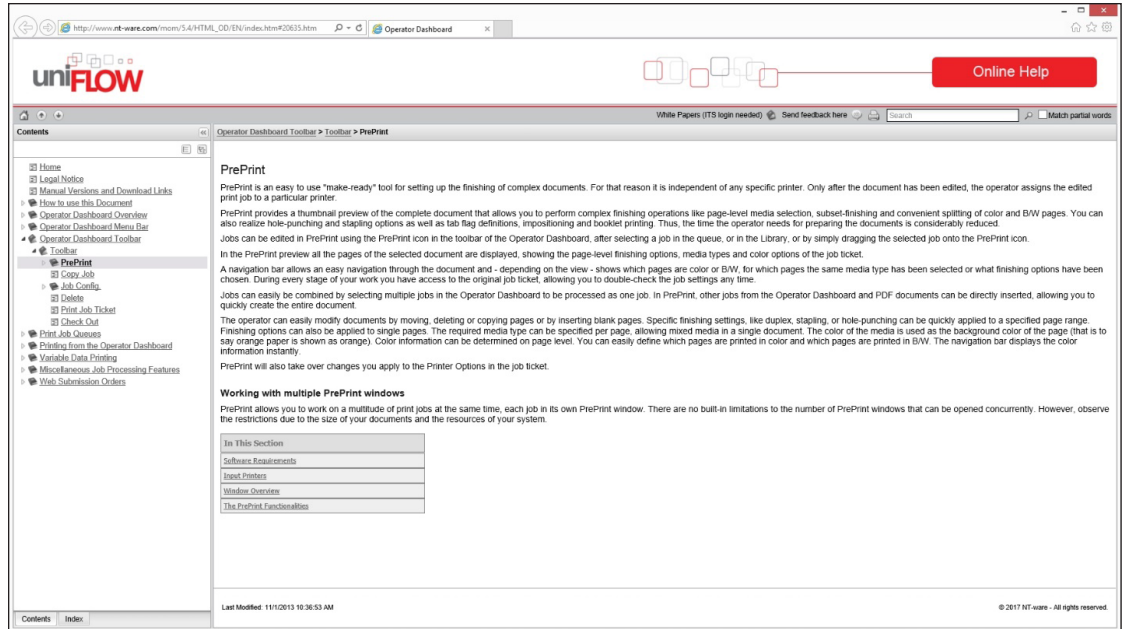 http://www.nt-ware.com/mom/5.4/HTML_OD/EN/index.htm#20635.htm
Operator Dashboard
uniFLOW
Online Help
White Papers (ITS login needed)
Send feedback here
Search
Match partial words
Contents
Operator Dashboard Toolbar > Toolbar > PrePrint
Home
Legal Notice
Manual Versions and Download Links
How to use this Document
Operator Dashboard Overview
Operator Dashboard Menu Bar
Operator Dashboard Toolbar
Toolbar
PrePrint
Copy Job
Job Config.
Delete
Print Job Ticket
Check Out
Print Job Queues
Printing from the Operator Dashboard
Variable Data Printing
Miscellaneous Job Processing Features
Web Submission Orders
PrePrint
PrePrint is an easy to use "make-ready" tool for setting up the finishing of complex documents. For that reason it is independent of any specific printer. Only after the document has been edited, the operator assigns the edited
print job to a particular printer.
PrePrint provides a thumbnail preview of the complete document that allows you to perform complex finishing operations like page-level media selection, subset-finishing and convenient splitting of color and B/W pages. You can
also realize hole-punching and stapling options as well as tab flag definitions, impositioning and booklet printing. Thus, the time the operator needs for preparing the documents is considerably reduced.
Jobs can be edited in PrePrint using the PrePrint icon in the toolbar of the Operator Dashboard, after selecting a job in the queue, or in the Library, or by simply dragging the selected job onto the PrePrint icon.
In the PrePrint preview all the pages of the selected document are displayed, showing the page-level finishing options, media types and color options of the job ticket.
A navigation bar allows an easy navigation through the document and - depending on the view - shows which pages are color or B/W, for which pages the same media type has been selected or what finishing options have been
chosen. During every stage of your work you have access to the original job ticket, allowing you to double-check the job settings any time.
Jobs can easily be combined by selecting multiple jobs in the Operator Dashboard to be processed as one job. In PrePrint, other jobs from the Operator Dashboard and PDF documents can be directly inserted, allowing you to
quickly create the entire document.
The operator can easily modify documents by moving, deleting or copying pages or by inserting blank pages. Specific finishing settings, like duplex, stapling, or hole-punching can be quickly applied to a specified page range.
Finishing options can also be applied to single pages. The required media type can be specified per page, allowing mixed media in a single document. The color of the media is used as the background color of the page (that is to
say orange paper is shown as orange). Color information can be determined on page level. You can easily define which pages are printed in color and which pages are printed in B/W. The navigation bar displays the color
information instantly.
PrePrint will also take over changes you apply to the Printer Options in the job ticket.
Working with multiple PrePrint windows
PrePrint allows you to work on a multitude of print jobs at the same time, each job in its own PrePrint window. There are no built-in limitations to the number of PrePrint windows that can be opened concurrently. However, observe
the restrictions due to the size of your documents and the resources of your system.
In This Section
Software Requirements
Input Printers
Window Overview
The PrePrint Functionalities
Last Modified: 11/1/2013 10:36:53 AM
© 2017 NT-ware - All rights reserved.
Contents
Index